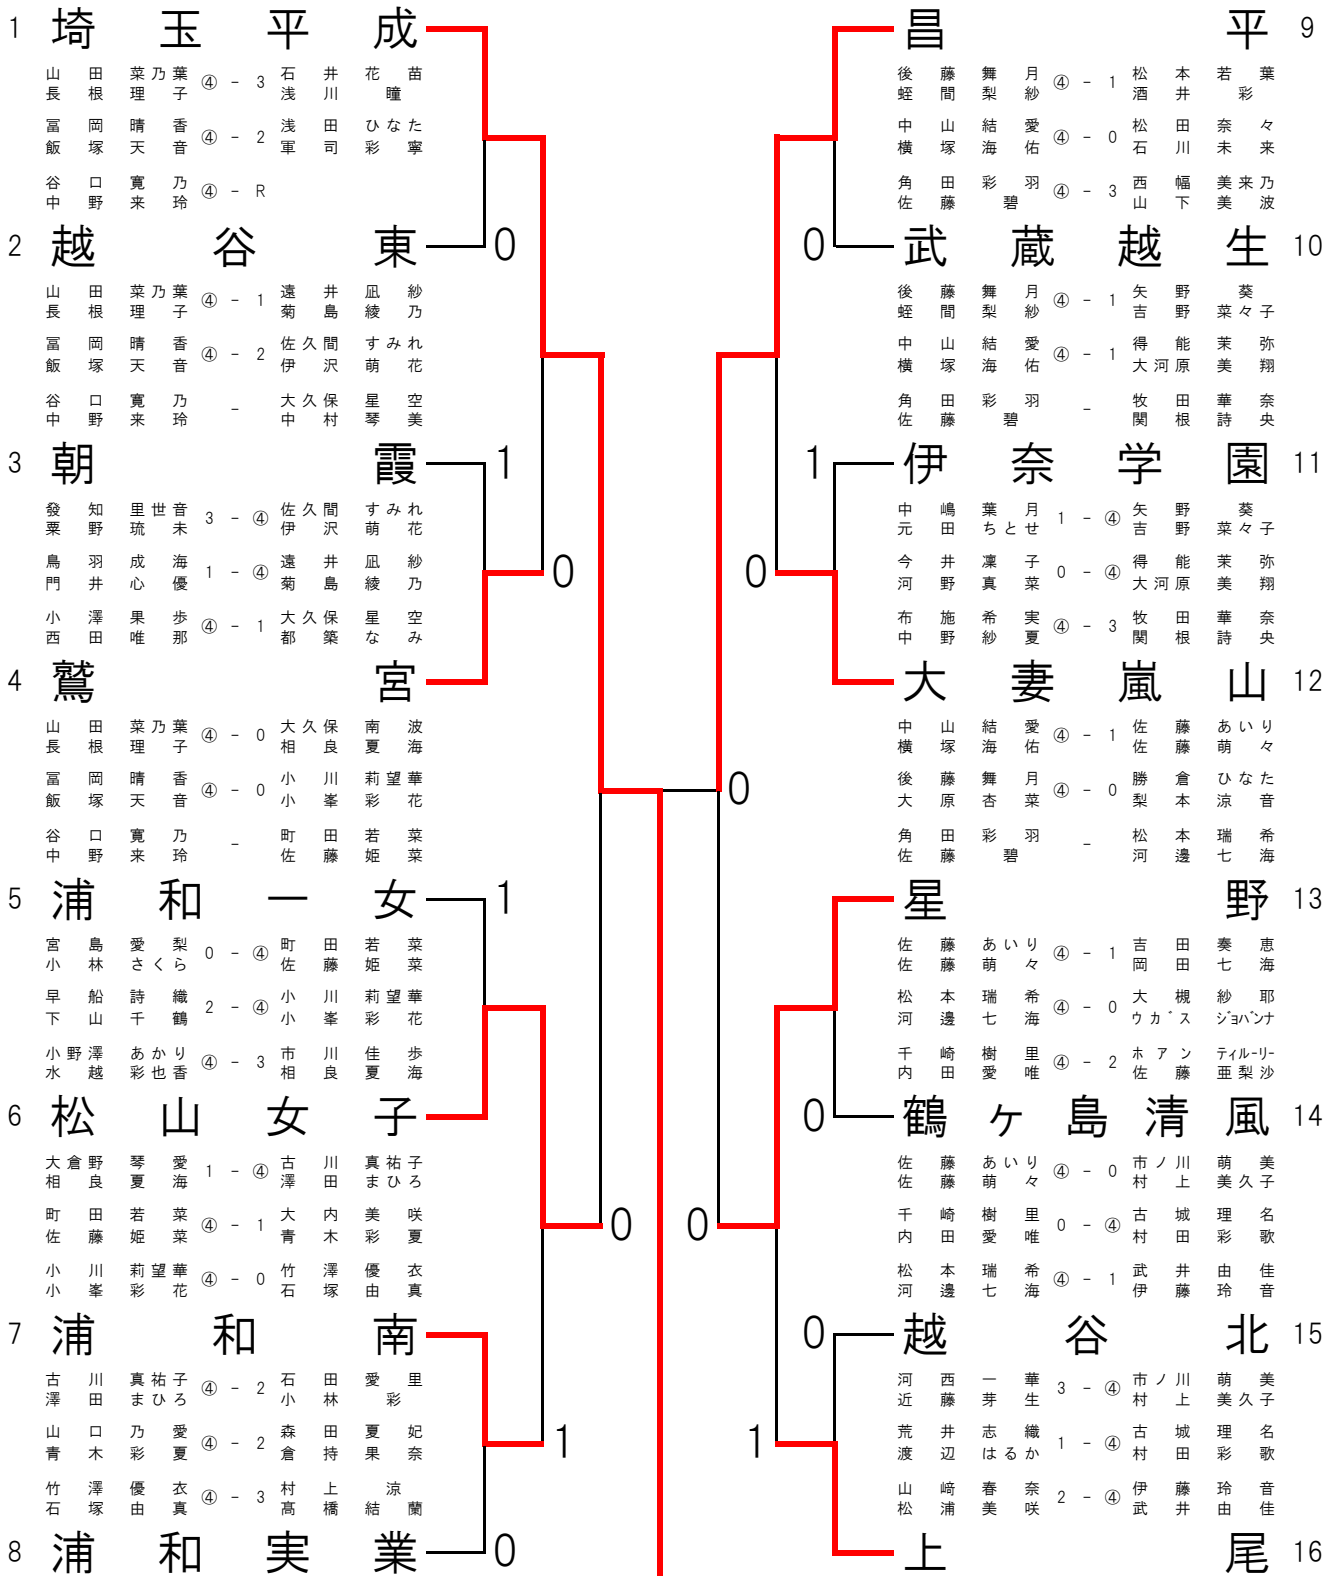 1 埼玉平成
山田菜乃葉 ④ - 3 石井花苗
長根理子 浅川瞳
冨岡晴香 ④ - 2 浅田ひなた
飯塚天音 軍司彩寧
谷口寛乃 ④ - R
中野来玲
2 越谷東 0
山田菜乃葉 ④ - 1 遠井凪紗
長根理子 菊島綾乃
冨岡晴香 ④ - 2 佐久間すみれ
飯塚天音 伊沢萌花
谷口寛乃 - 大久保星空
中野来玲 中村琴美
3 朝霞 1
發知里世音 3 - ④ 佐久間すみれ
粟野琉未 伊沢萌花
鳥羽成海 1 - ④ 遠井凪紗
門井心優 菊島綾乃
0
小澤果歩 ④ - 1 大久保星空
西田唯那 都築なみ
4 鷲宮
山田菜乃葉 ④ - 0 大久保南波
長根理子 相良夏海
冨岡晴香 ④ - 0 小川莉望華
飯塚天音 小峯彩花
谷口寛乃 - 町田若菜
中野来玲 佐藤姫菜
5 浦和一女 1
宮島愛梨 0 - ④ 町田若菜
小林さくら 佐藤姫菜
早船詩織 2 - ④ 小川莉望華
下山千鶴 小峯彩花
小野澤あかり ④ - 3 市川佳歩
水越彩也香 相良夏海
6 松山女子
大倉野琴愛 1 - ④ 古川真祐子
相良夏海 澤田まひろ
町田若菜 ④ - 1 大内美咲
佐藤姫菜 青木彩夏
0
小川莉望華 ④ - 0 竹澤優衣
小峯彩花 石塚由真
7 浦和南
古川真祐子 ④ - 2 石田愛里
澤田まひろ 小林彩
山口乃愛 ④ - 2 森田夏妃
青木彩夏 倉持果奈
1
竹澤優衣 ④ - 3 村上涼
石塚由真 髙橋結蘭
8 浦和実業 0
昌平 9
後藤舞月 ④ - 1 松本若葉
蛭間梨紗 酒井彩
中山結愛 ④ - 0 松田奈々
横塚海佑 石川未来
角田彩羽 ④ - 3 西幅美来乃
佐藤碧 山下美波
0 武蔵越生 10
後藤舞月 ④ - 1 矢野葵
蛭間梨紗 吉野菜々子
中山結愛 ④ - 1 得能茉弥
横塚海佑 大河原美翔
角田彩羽 - 牧田華奈
佐藤碧 関根詩央
1 伊奈学園 11
中嶋葉月 1 - ④ 矢野葵
元田ちとせ 吉野菜々子
今井凜子 0 - ④ 得能茉弥
河野真菜 大河原美翔
0
布施希実 ④ - 3 牧田華奈
中野紗夏 関根詩央
大妻嵐山 12
中山結愛 ④ - 1 佐藤あいり
横塚海佑 佐藤萌々
後藤舞月 ④ - 0 勝倉ひなた
大原杏菜 梨本涼音
0
角田彩羽 - 松本瑞希
佐藤碧 河邊七海
星野 13
佐藤あいり ④ - 1 吉田奏恵
佐藤萌々 岡田七海
松本瑞希 ④ - 0 大槻紗耶
河邊七海 ウカﾞス ジョバンナ
千崎樹里 ④ - 2 ホアン ティルーリー
内田愛唯 佐藤亜梨沙
0 鶴ヶ島清風 14
佐藤あいり ④ - 0 市ノ川萌美
佐藤萌々 村上美久子
千崎樹里 0 - ④ 古城理名
内田愛唯 村田彩歌
0
松本瑞希 ④ - 1 武井由佳
河邊七海 伊藤玲音
0 越谷北 15
河西一華 3 - ④ 市ノ川萌美
近藤芽生 村上美久子
荒井志織 1 - ④ 古城理名
渡辺はるか 村田彩歌
1
山﨑春奈 2 - ④ 伊藤玲音
松浦美咲 武井由佳
上尾 16